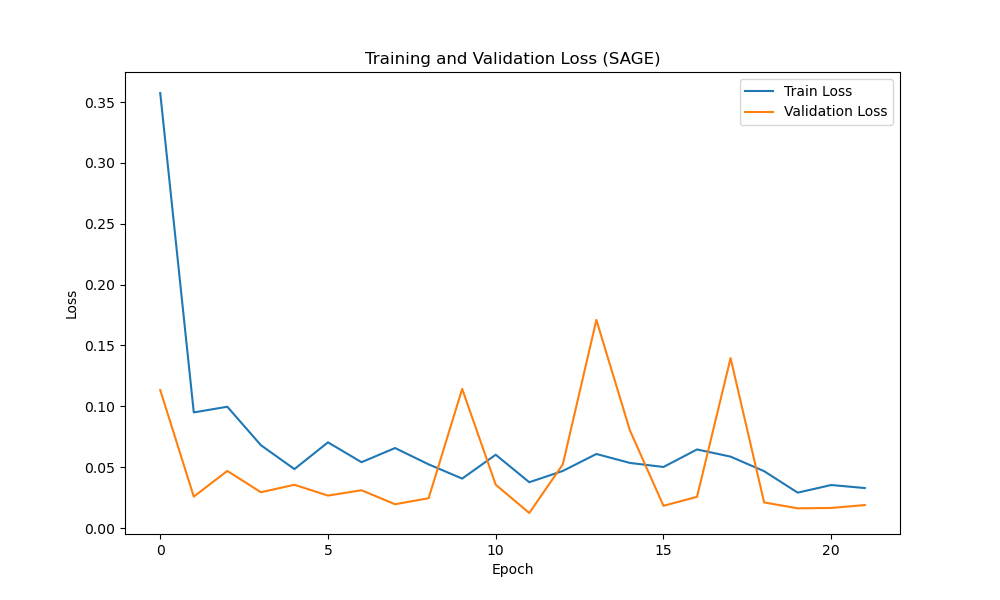 Training and Validation Loss (SAGE)
Train Loss
Validation Loss
0.35
0.30
0.25
0.20
0.15
0.10
0.05
0.00
Loss
0 5 10 15 20
Epoch